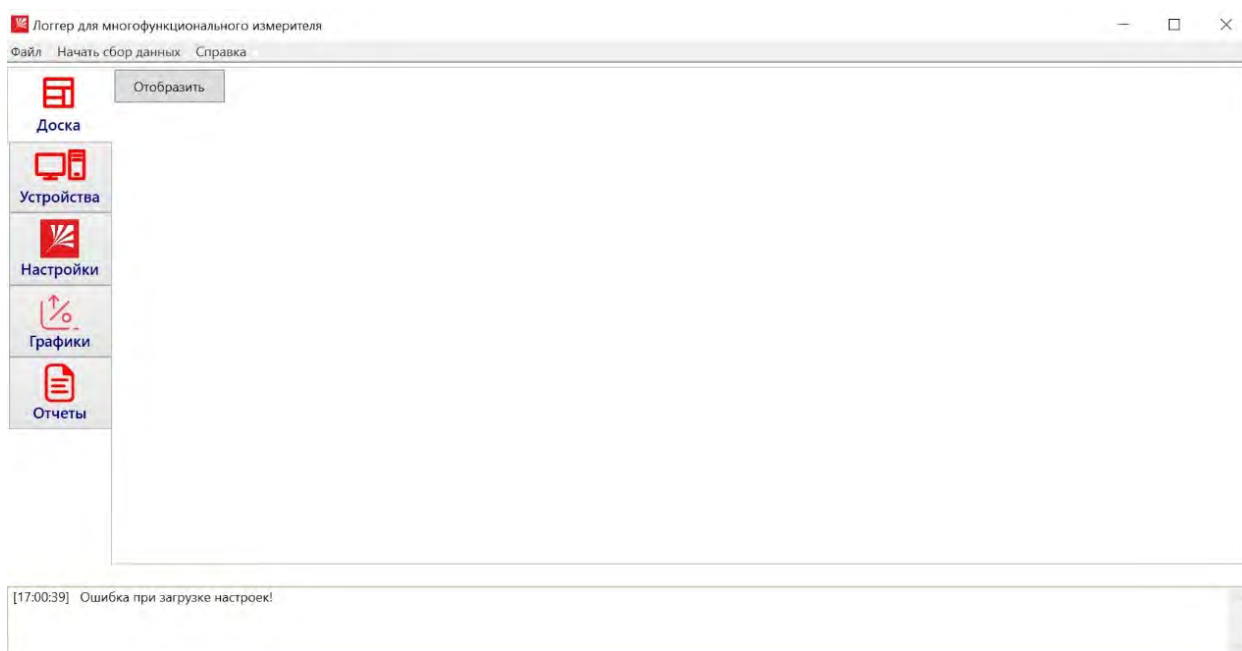 Логгер для многофункционального измерителя
Файл Начать сбор данных Справка
Отобразить
Доска
Устройства
Настройки
Графики
Отчеты
[17:00:39] Ошибка при загрузке настроек!